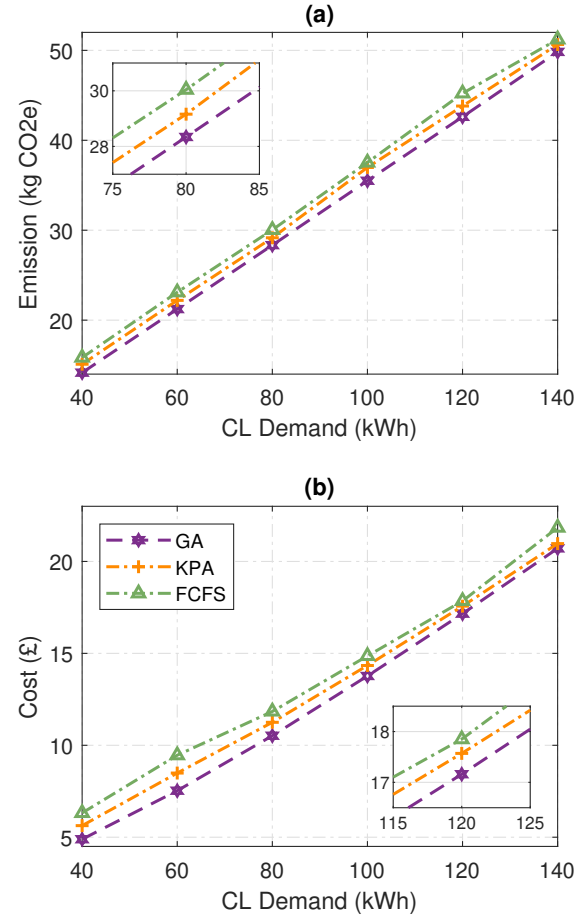 (a)
Emission (kg CO2e)
50
40
30
20
30
28
75 80 85
40 60 80 100 120 140
CL Demand (kWh)
(b)
Cost (£)
GA
KPA
FCFS
20
15
10
5
18
17
115 120 125
40 60 80 100 120 140
CL Demand (kWh)